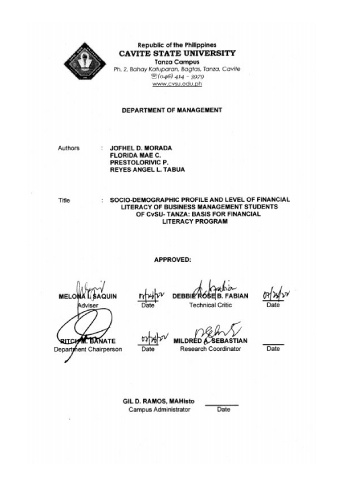 Republic of the Philippines
CAVITE STATE UNIVERSITY
Tanza Campus
Ph. 2, Bahay Katuparan, Bagtas, Tanza, Cavite
☎(046) 414 - 3979
www.cvsu.edu.ph
DEPARTMENT OF MANAGEMENT
Authors : JOFHEL D. MORADA
FLORIDA MAE C.
PRESTOLORIVIC P.
REYES ANGEL L. TABUA
Title : SOCIO-DEMOGRAPHIC PROFILE AND LEVEL OF FINANCIAL
LITERACY OF BUSINESS MANAGEMENT STUDENTS
OF CvSU- TANZA: BASIS FOR FINANCIAL
LITERACY PROGRAM
APPROVED:
MELONA I. SAQUIN DEBBIE ROSE B. FABIAN
Adviser Date Technical Critic Date
RITCH M. BANATE MILDRED A. SEBASTIAN
Department Chairperson Date Research Coordinator Date
GIL D. RAMOS, MAHisto
Campus Administrator Date